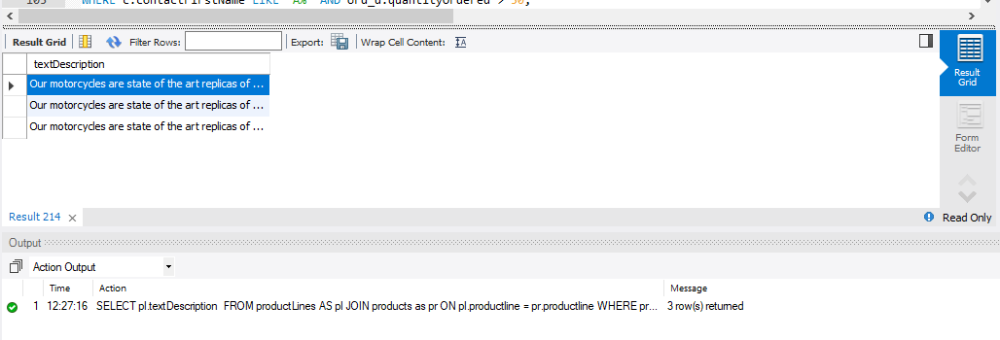 105 WHERE c.contactFirstName LIKE "A%" AND ord_d.quantityOrdered > 50;
Result Grid Filter Rows: Export: Wrap Cell Content:
textDescription
Our motorcycles are state of the art replicas of ...
Our motorcycles are state of the art replicas of ...
Our motorcycles are state of the art replicas of ...
Result
Grid
Form
Editor
Result 214 Read Only
Output
Action Output
Time Action Message
1 12:27:16 SELECT pl.textDescription FROM productLines AS pl JOIN products as pr ON pl.productline = pr.productline WHERE pr... 3 row(s) returned